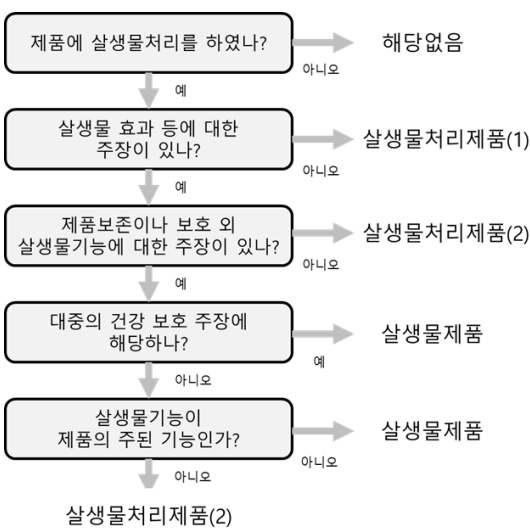 제품에 살생물처리를 하였나?
해당없음
아니오
예
살생물 효과 등에 대한
주장이 있나?
살생물처리제품(1)
아니오
예
제품보존이나 보호 외
살생물기능에 대한 주장이 있나?
살생물처리제품(2)
아니오
예
대중의 건강 보호 주장에
해당하나?
살생물제품
예
아니오
살생물기능이
제품의 주된 기능인가?
살생물제품
아니오
아니오
살생물처리제품(2)